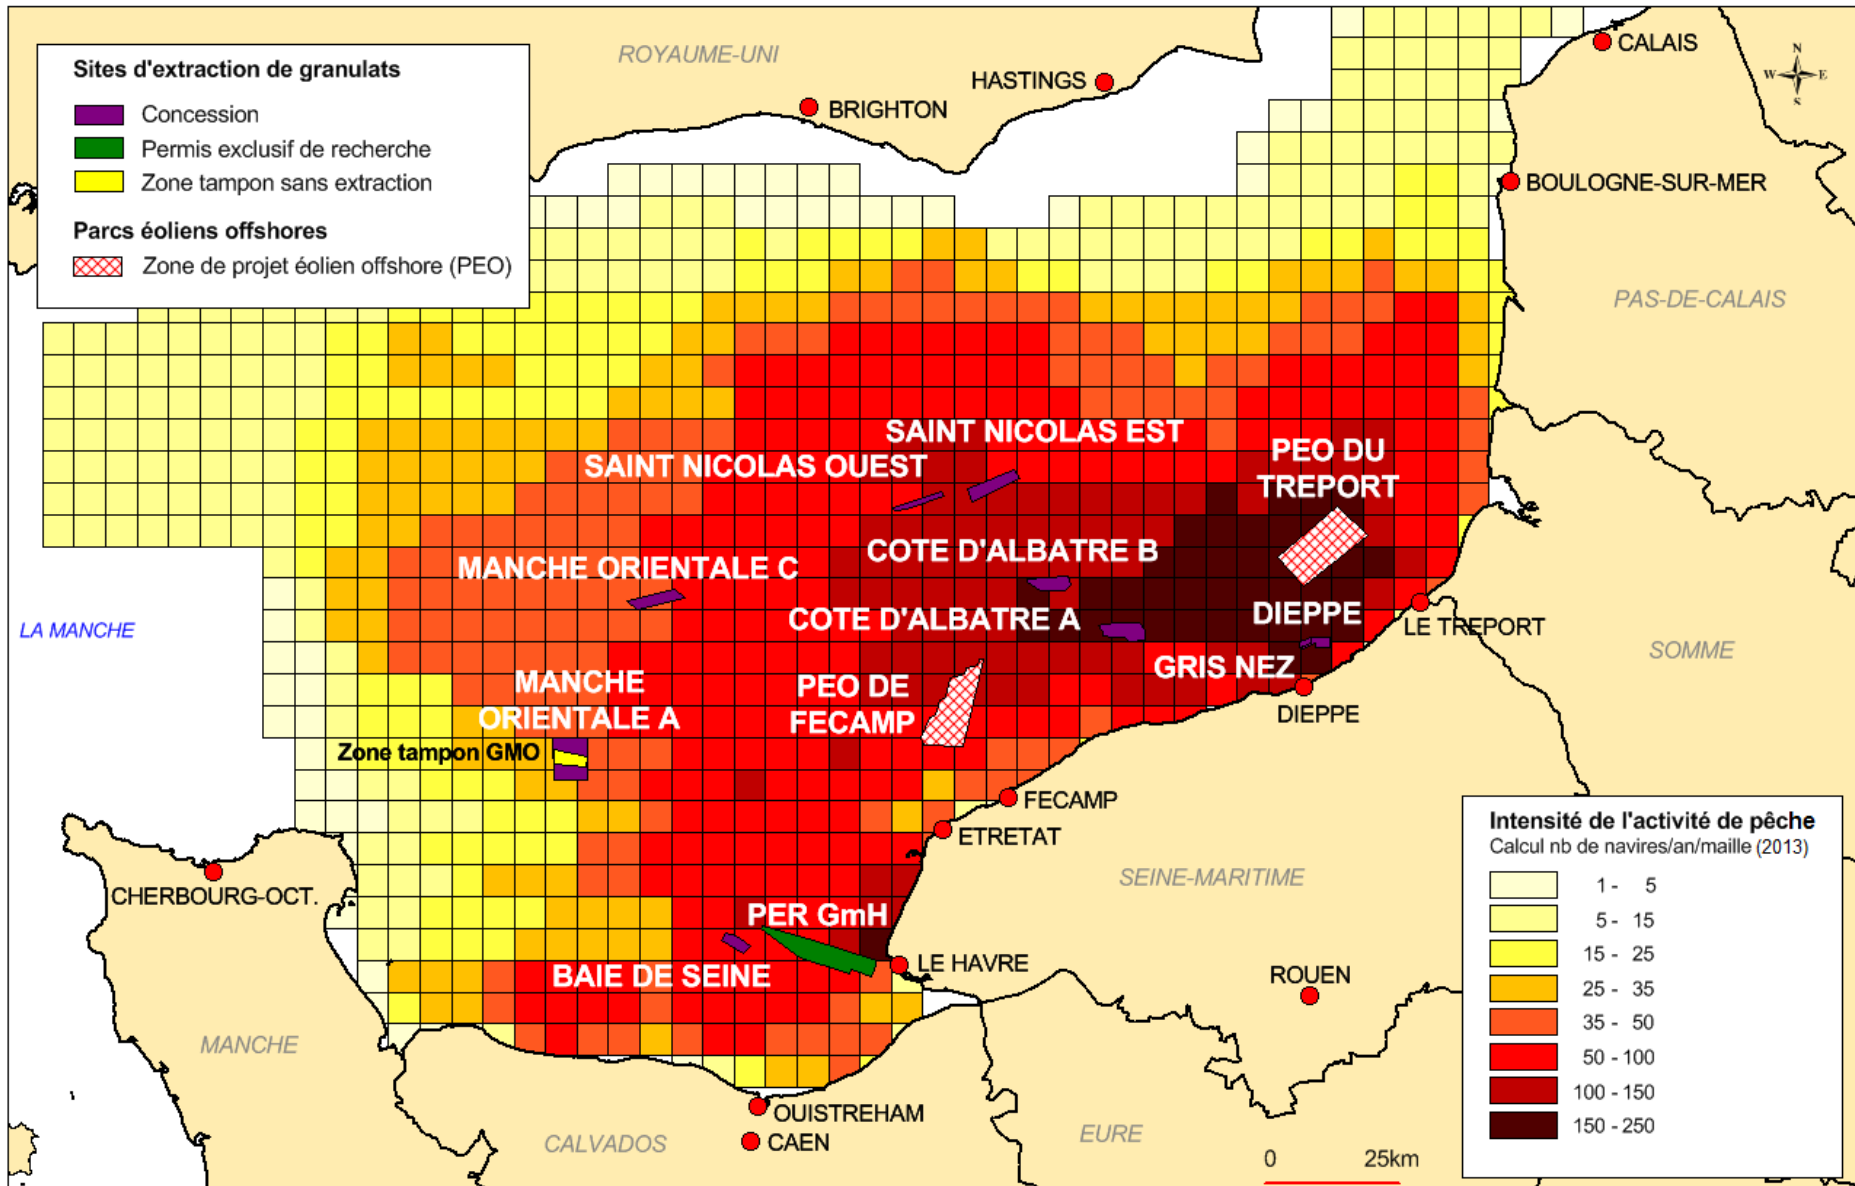 Sites d'extraction de granulats
Concession
Permis exclusif de recherche
Zone tampon sans extraction
Parcs éoliens offshores
Zone de projet éolien offshore (PEO)
ROYAUME-UNI
HASTINGS
BRIGHTON
CALAIS
N
W E
S
BOULOGNE-SUR-MER
PAS-DE-CALAIS
SAINT NICOLAS EST
SAINT NICOLAS OUEST
PEO DU
TREPORT
COTE D'ALBATRE B
MANCHE ORIENTALE C
COTE D'ALBATRE A
DIEPPE
LE TREPORT
LA MANCHE
SOMME
GRIS NEZ
MANCHE
ORIENTALE A
PEO DE
FECAMP
DIEPPE
Zone tampon GMO
FECAMP
ETRETAT
CHERBOURG-OCT.
SEINE-MARITIME
PER GmH
BAIE DE SEINE
LE HAVRE
ROUEN
MANCHE
OUISTREHAM
CAEN
CALVADOS
EURE
0 25km
Intensité de l'activité de pêche
Calcul nb de navires/an/maille (2013)
1 - 5
5 - 15
15 - 25
25 - 35
35 - 50
50 - 100
100 - 150
150 - 250